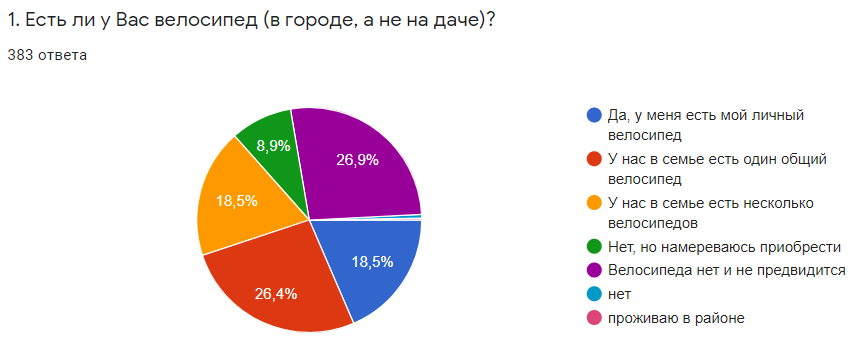 1. Есть ли у Вас велосипед (в городе, а не на даче)?
383 ответа
8,9%
26,9%
18,5%
18,5%
26,4%
Да, у меня есть мой личный
велосипед
У нас в семье есть один общий
велосипед
У нас в семье есть несколько
велосипедов
Нет, но намереваюсь приобрести
Велосипеда нет и не предвидится
нет
проживаю в районе